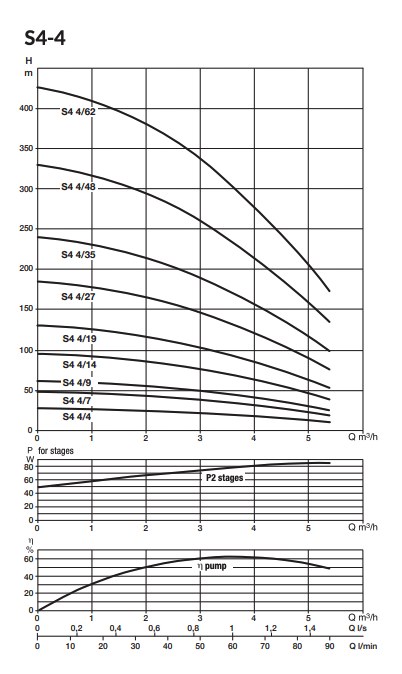 S4-4
H
m
S4 4/62
400
350
S4 4/48
300
250
S4 4/35
200
S4 4/27
150
S4 4/19
100
S4 4/14
S4 4/9
50
S4 4/7
S4 4/4
0
0 1 2 3 4 5 Q m³/h
P for stages
W
80
60
40
20
0
P2 stages
0 1 2 3 4 5 Q m³/h
η
%
60
40
20
0
η pump
0 1 2 3 4 5 Q m³/h
0,2 0,4 0,6 0,8 1 1,2 1,4 Q l/s
0 10 20 30 40 50 60 70 80 90 Q l/min